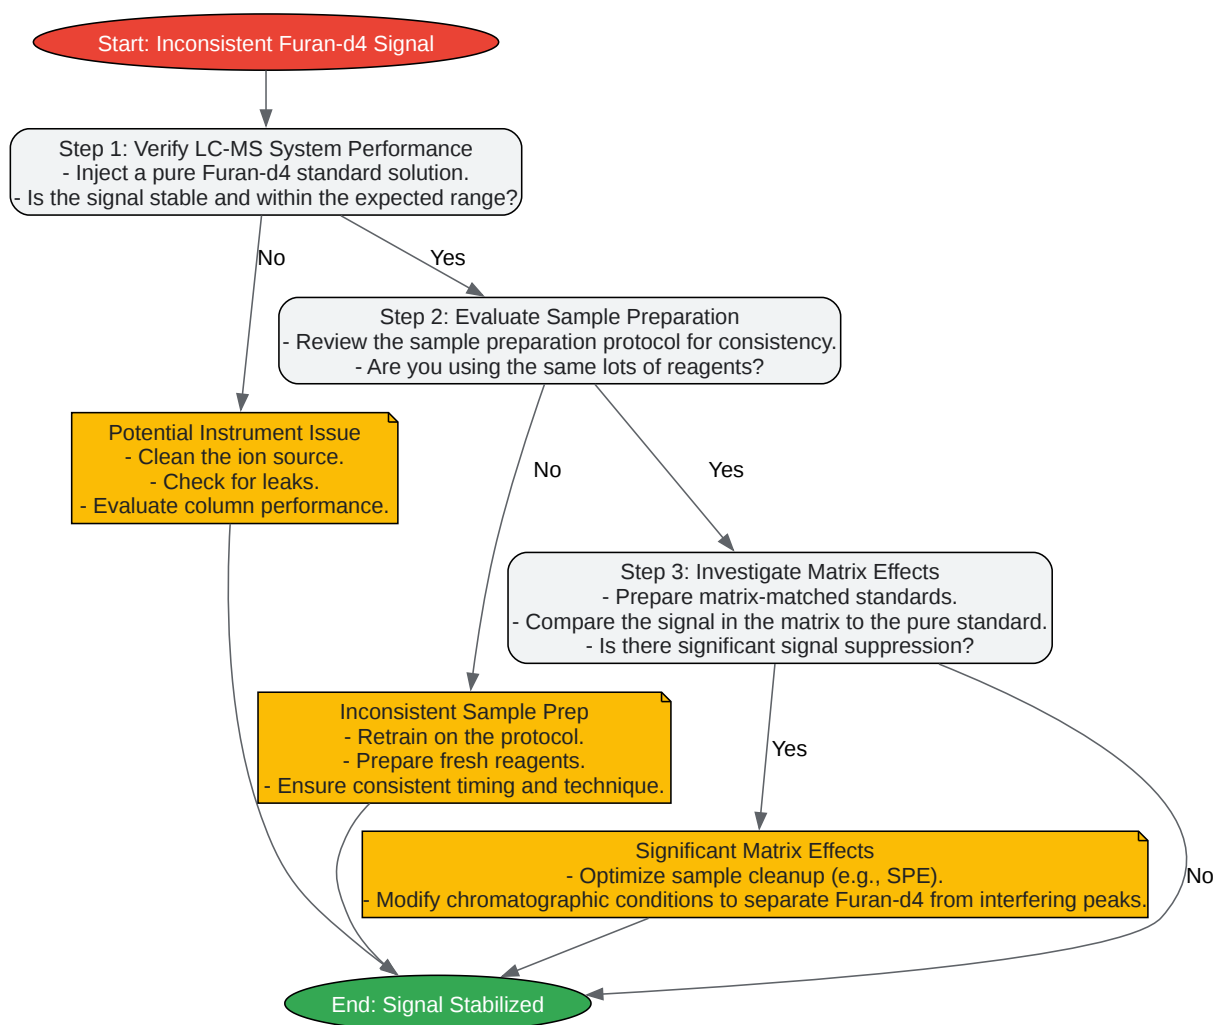 Start: Inconsistent Furan-d4 Signal
Step 1: Verify LC-MS System Performance
- Inject a pure Furan-d4 standard solution.
- Is the signal stable and within the expected range?
No
Yes
Step 2: Evaluate Sample Preparation
- Review the sample preparation protocol for consistency.
- Are you using the same lots of reagents?
Potential Instrument Issue
- Clean the ion source.
- Check for leaks.
- Evaluate column performance.
No
Yes
Step 3: Investigate Matrix Effects
- Prepare matrix-matched standards.
- Compare the signal in the matrix to the pure standard.
- Is there significant signal suppression?
Inconsistent Sample Prep
- Retrain on the protocol.
- Prepare fresh reagents.
- Ensure consistent timing and technique.
Yes
Significant Matrix Effects
- Optimize sample cleanup (e.g., SPE).
- Modify chromatographic conditions to separate Furan-d4 from interfering peaks.
No
End: Signal Stabilized